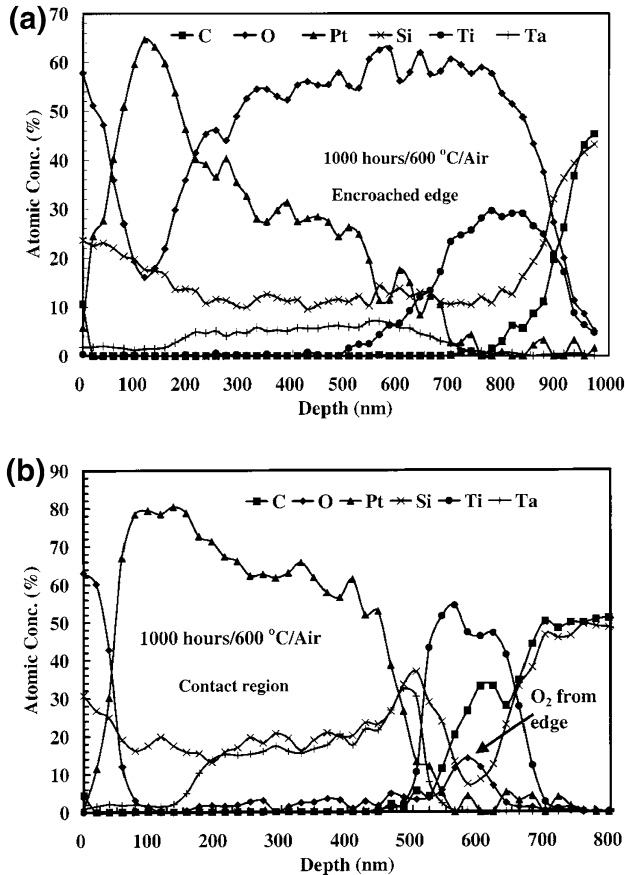 (a)
70
60
50
40
30
20
10
0
C O Pt Si Ti Ta
1000 hours/600 °C/Air
Encroached edge
Atomic Conc. (%)
0 100 200 300 400 500 600 700 800 900 1000
Depth (nm)
(b)
90
80
70
60
50
40
30
20
10
0
C O Pt Si Ti Ta
1000 hours/600 °C/Air
Contact region
O2 from
edge
Atomic Conc. (%)
0 100 200 300 400 500 600 700 800
Depth (nm)